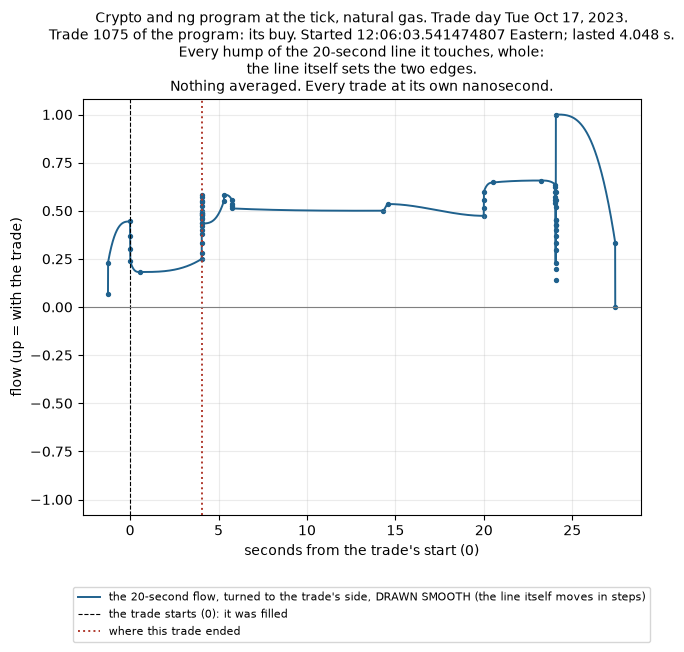 Crypto and ng program at the tick, natural gas. Trade day Tue Oct 17, 2023.
Trade 1075 of the program: its buy. Started 12:06:03.541474807 Eastern; lasted 4.048 s.
Every hump of the 20-second line it touches, whole:
the line itself sets the two edges.
Nothing averaged. Every trade at its own nanosecond.
flow (up = with the trade)
1.00
0.75
0.50
0.25
0.00
−0.25
−0.50
−0.75
−1.00
0
5
10
15
20
25
seconds from the trade's start (0)
the 20-second flow, turned to the trade's side, DRAWN SMOOTH (the line itself moves in steps)
the trade starts (0): it was filled
where this trade ended